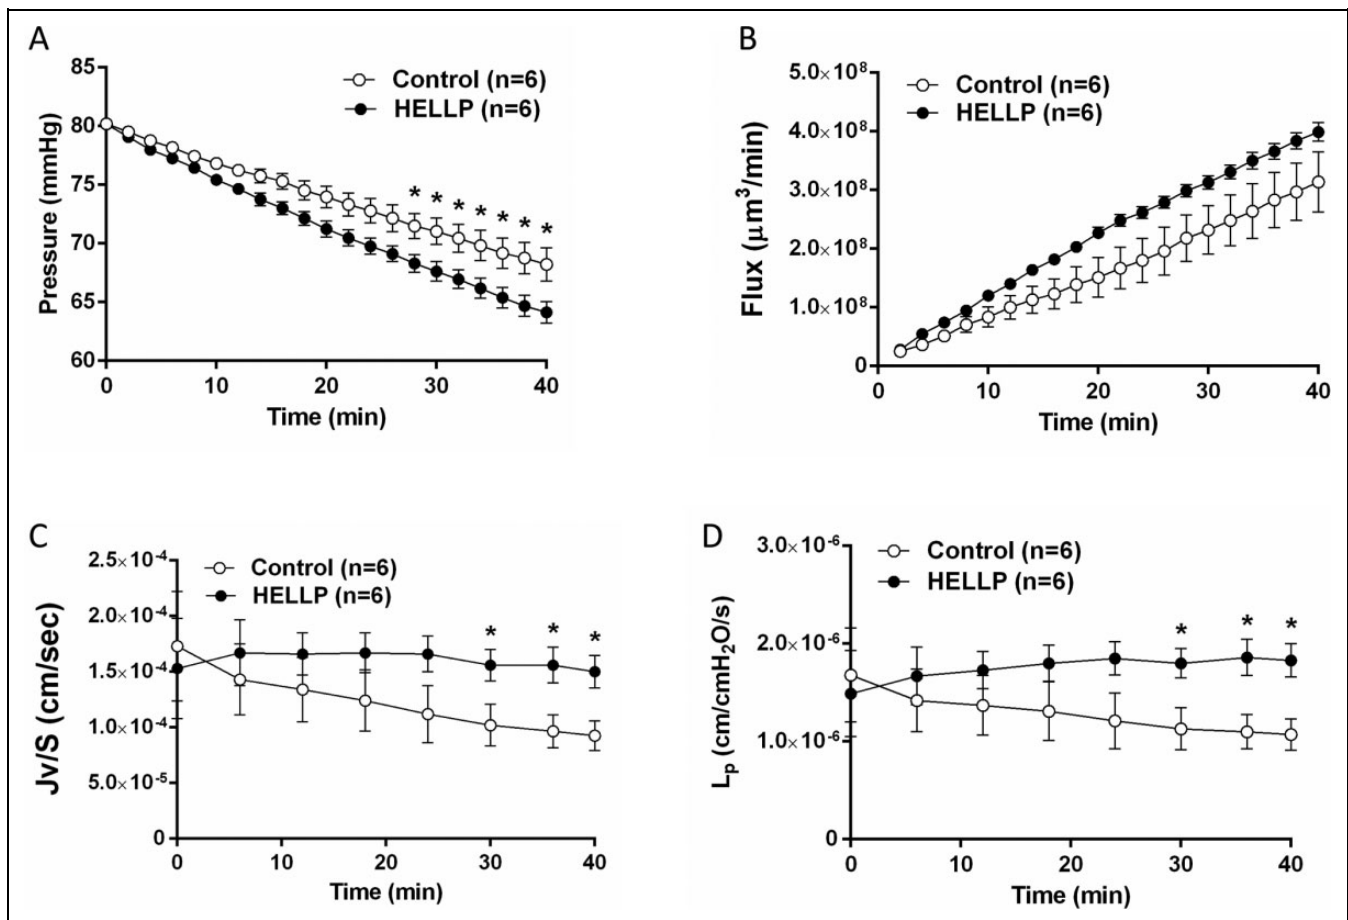 A
Pressure (mmHg)
85
80
75
70
65
60
Control (n=6)
HELLP (n=6)
* * * * * * *
0 10 20 30 40
Time (min)
B
Flux (μm³/min)
5.0×10⁸
4.0×10⁸
3.0×10⁸
2.0×10⁸
1.0×10⁸
0
Control (n=6)
HELLP (n=6)
0 10 20 30 40
Time (min)
C
Jv/S (cm/sec)
2.5×10⁻⁴
2.0×10⁻⁴
1.5×10⁻⁴
1.0×10⁻⁴
5.0×10⁻⁵
0
Control (n=6)
HELLP (n=6)
* * *
0 10 20 30 40
Time (min)
D
Lₚ (cm/cmH₂O/s)
3.0×10⁻⁶
2.0×10⁻⁶
1.0×10⁻⁶
0
Control (n=6)
HELLP (n=6)
* * *
0 10 20 30 40
Time (min)